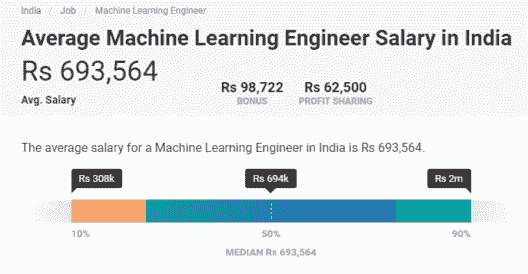 India / Job / Machine Learning Engineer
Average Machine Learning Engineer Salary in India
Rs 693,564
Avg. Salary
Rs 98,722
BONUS
Rs 62,500
PROFIT SHARING
The average salary for a Machine Learning Engineer in India is Rs 693,564.
Rs 308k Rs 694k Rs 2m
10% 50% 90%
MEDIAN Rs 693,564